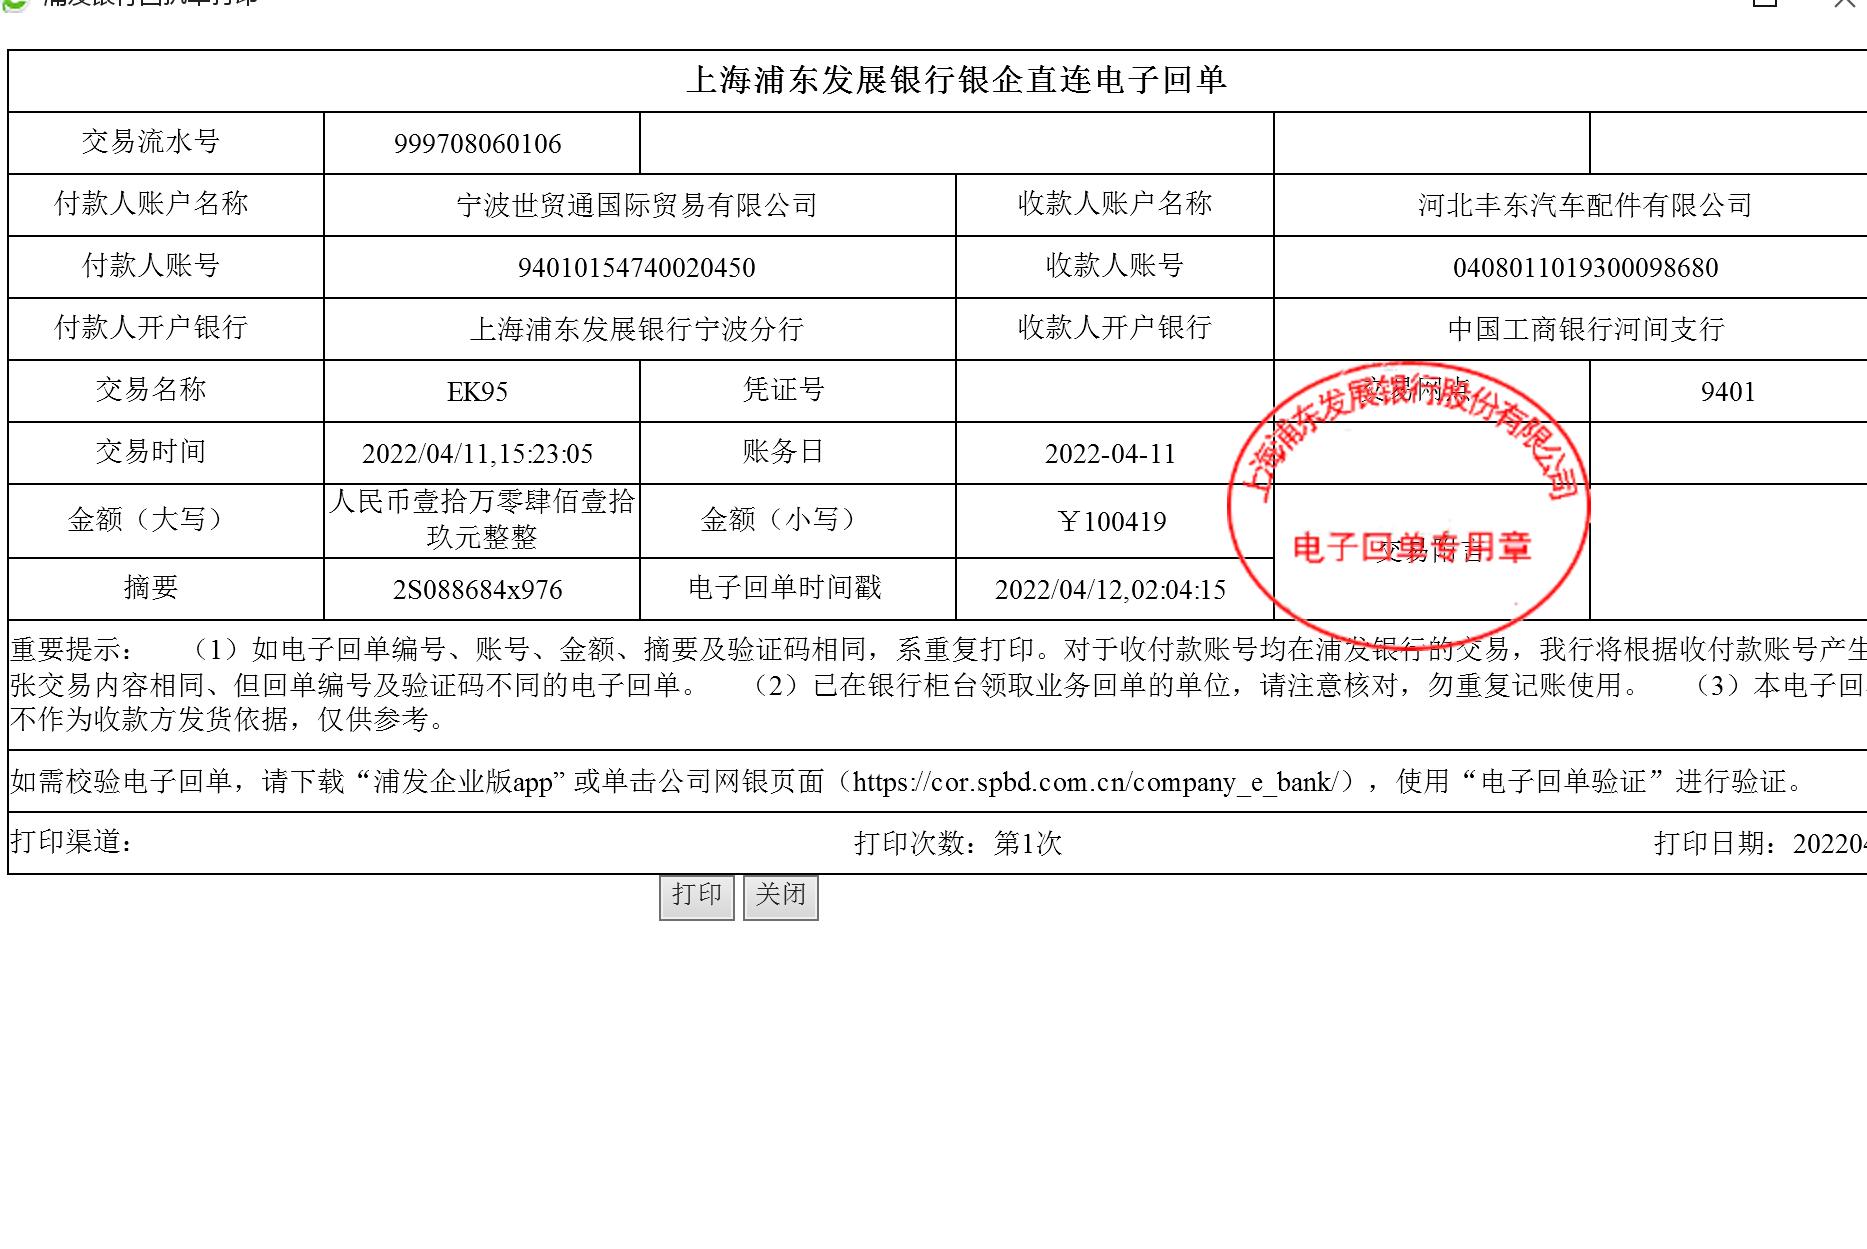 上海浦东发展银行银企直连电子回单
交易流水号 999708060106
付款人账户名称 宁波世贸通国际贸易有限公司 收款人账户名称 河北丰东汽车配件有限公司
付款人账号 94010154740020450 收款人账号 0408011019300098680
付款人开户银行 上海浦东发展银行宁波分行 收款人开户银行 中国工商银行河间支行
交易名称 EK95 凭证号 交易网点 9401
上海浦东发展银行股份有限公司
交易时间 2022/04/11,15:23:05 账务日 2022-04-11
金额（大写） 人民币壹拾万零肆佰壹拾
玖元整整 金额（小写） ￥100419
电子回单专用章
交易附言
摘要 2S088684x976 电子回单时间戳 2022/04/12,02:04:15
重要提示： （1）如电子回单编号、账号、金额、摘要及验证码相同，系重复打印。对于收付款账号均在浦发银行的交易，我行将根据收付款账号产生
张交易内容相同、但回单编号及验证码不同的电子回单。 （2）已在银行柜台领取业务回单的单位，请注意核对，勿重复记账使用。 （3）本电子回
不作为收款方发货依据，仅供参考。
如需校验电子回单，请下载“浦发企业版app” 或单击公司网银页面（https://cor.spbd.com.cn/company_e_bank/），使用“电子回单验证”进行验证。
打印渠道： 打印次数：第1次 打印日期：202204
打印 关闭